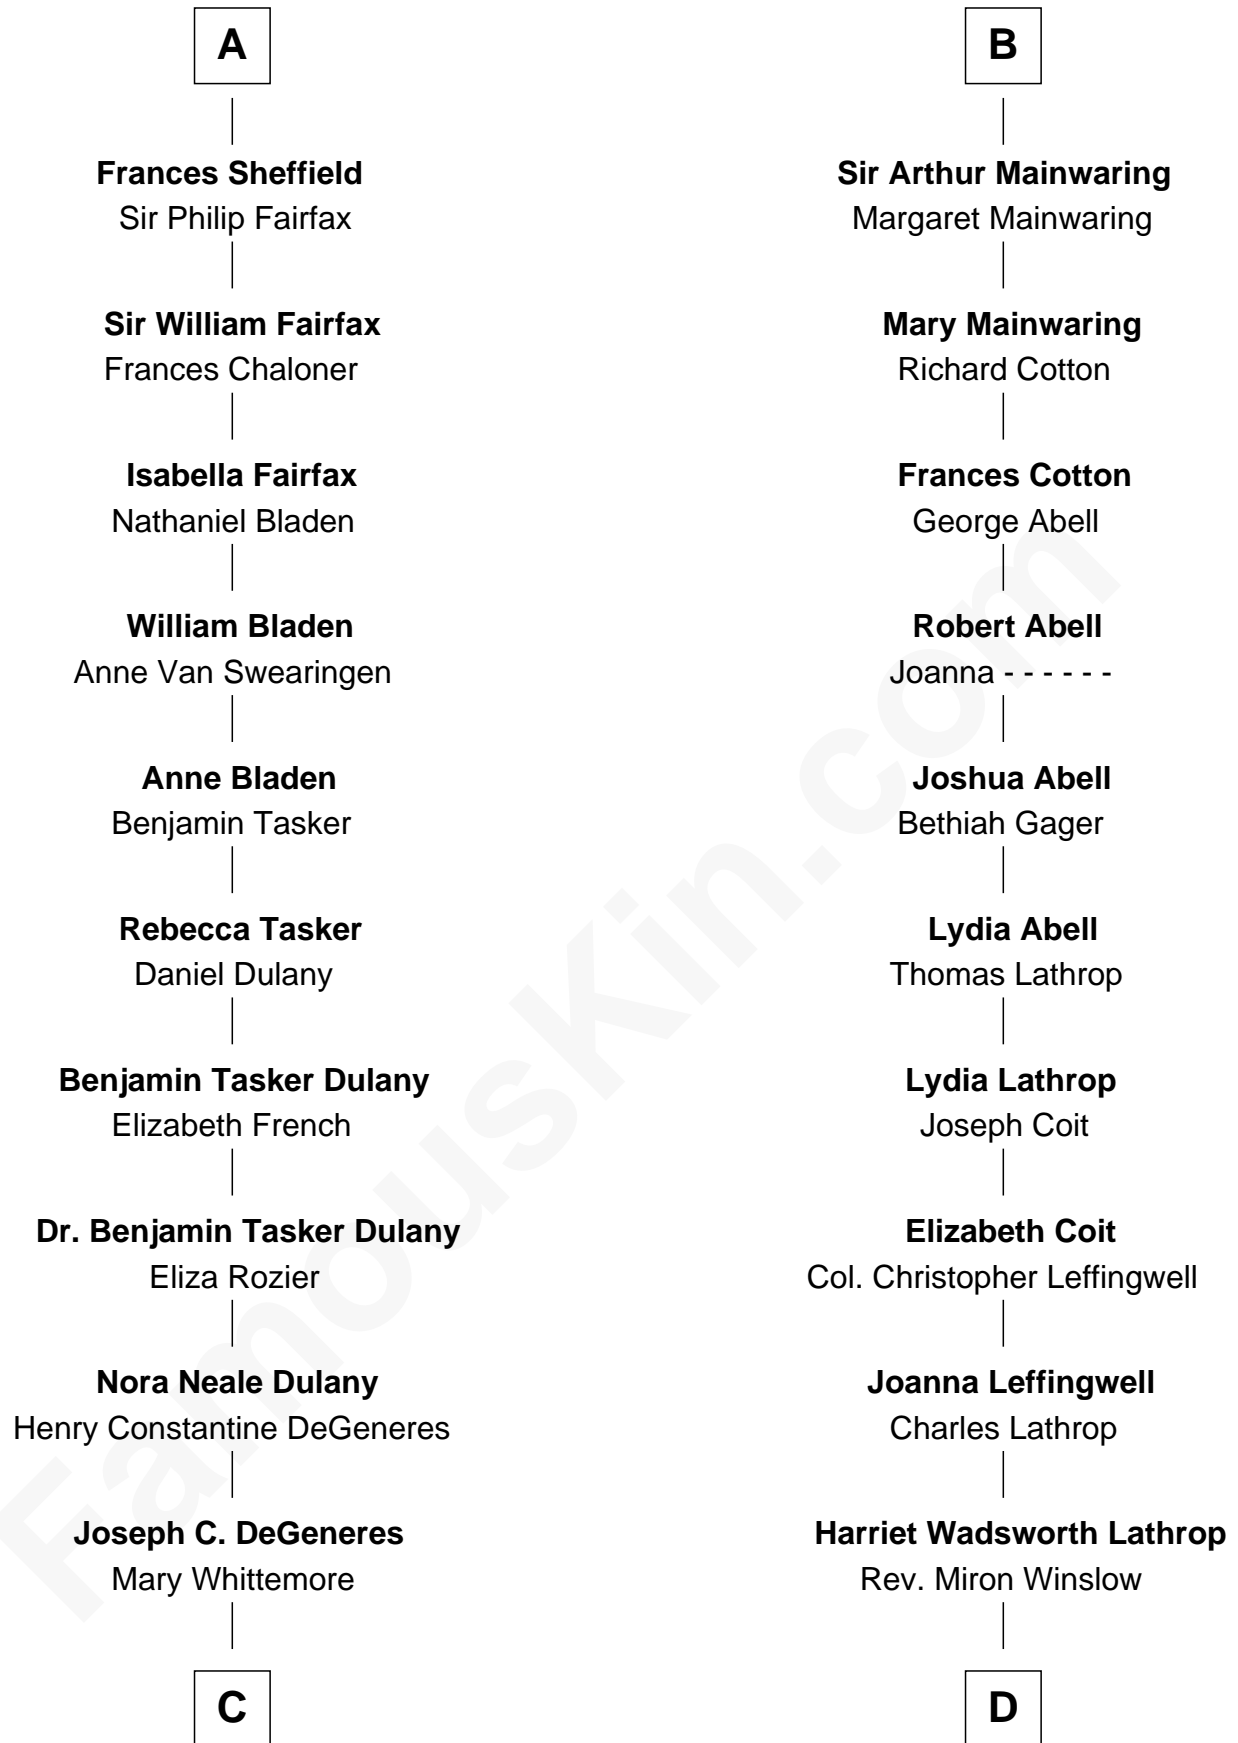 A
Frances Sheffield
Sir Philip Fairfax
Sir William Fairfax
Frances Chaloner
Isabella Fairfax
Nathaniel Bladen
William Bladen
Anne Van Swearingen
Anne Bladen
Benjamin Tasker
Rebecca Tasker
Daniel Dulany
Benjamin Tasker Dulany
Elizabeth French
Dr. Benjamin Tasker Dulany
Eliza Rozier
Nora Neale Dulany
Henry Constantine DeGeneres
Joseph C. DeGeneres
Mary Whittemore
C
B
Sir Arthur Mainwaring
Margaret Mainwaring
Mary Mainwaring
Richard Cotton
Frances Cotton
George Abell
Robert Abell
Joanna - - - - - -
Joshua Abell
Bethiah Gager
Lydia Abell
Thomas Lathrop
Lydia Lathrop
Joseph Coit
Elizabeth Coit
Col. Christopher Leffingwell
Joanna Leffingwell
Charles Lathrop
Harriet Wadsworth Lathrop
Rev. Miron Winslow
D
FamousKin.com